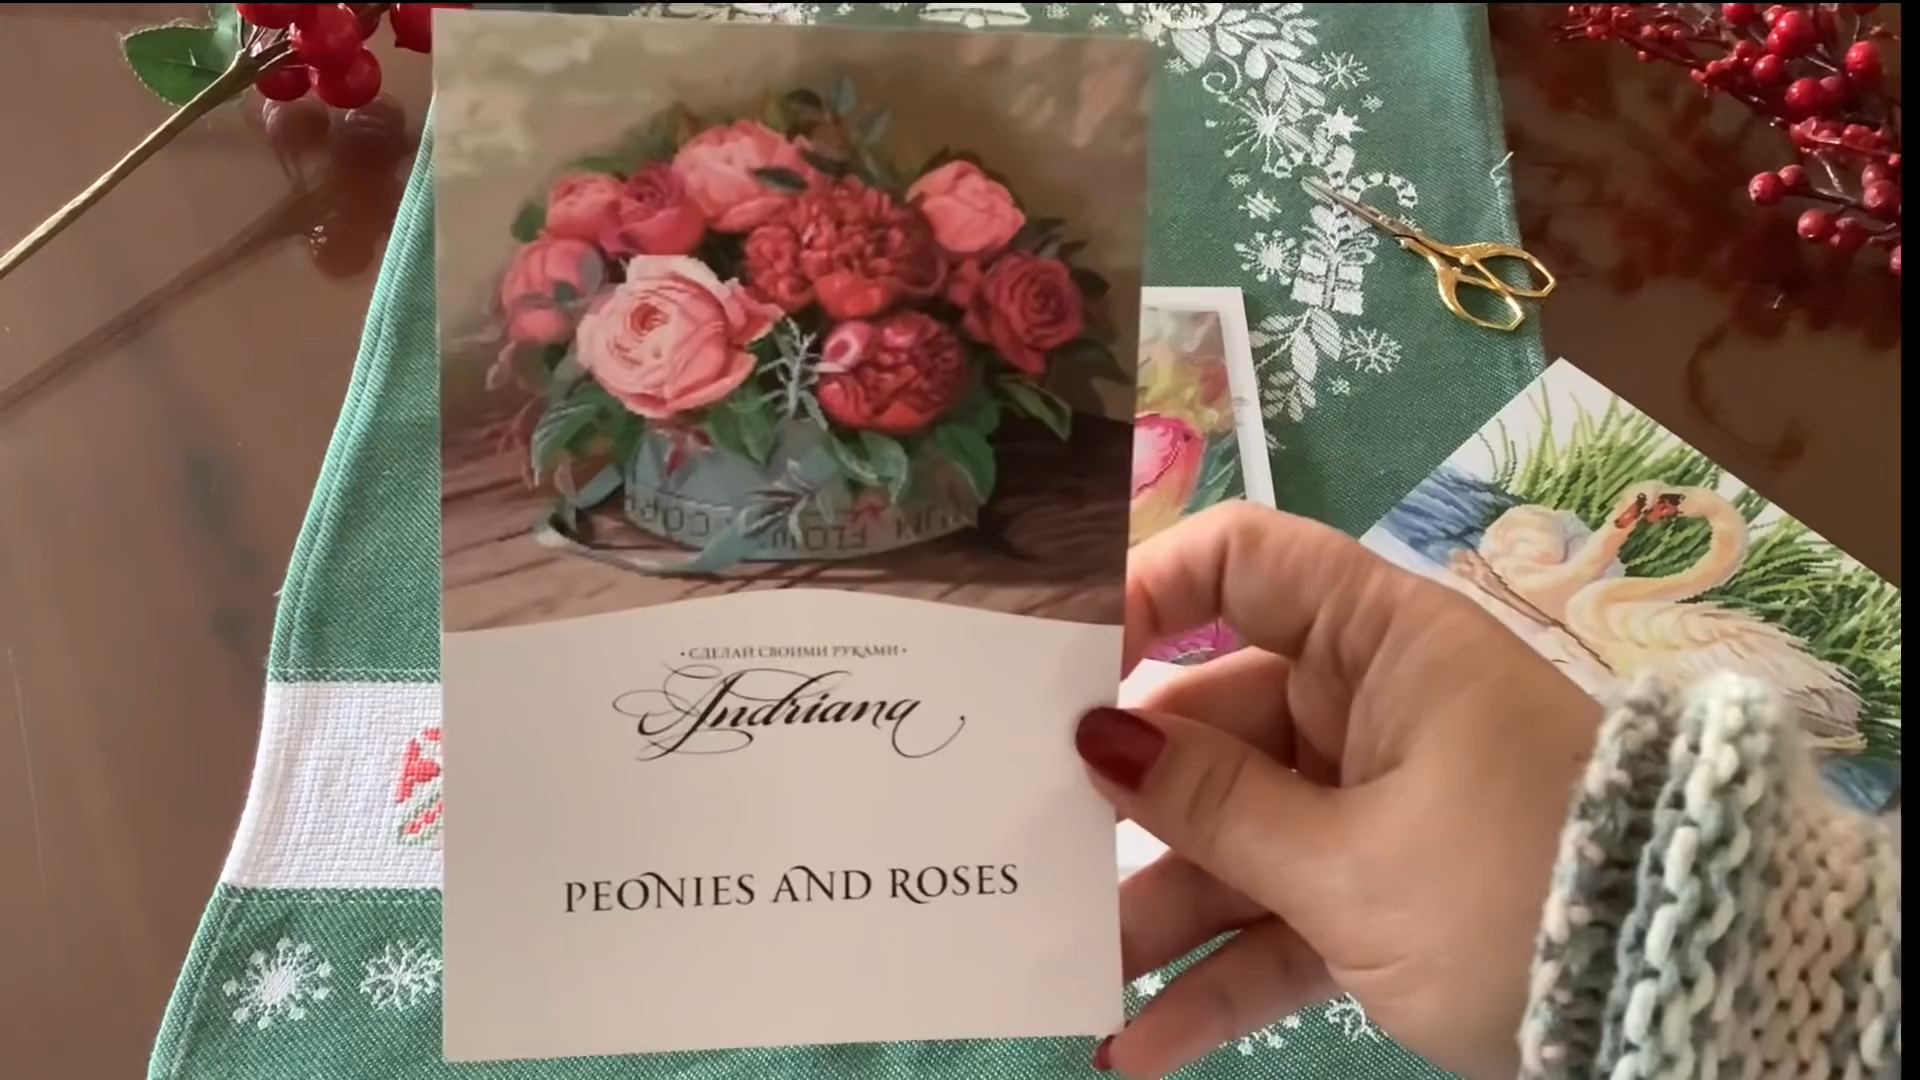 • СДЕЛАЙ СВОИМИ РУКАМИ •
Andriana
PEONIES AND ROSES